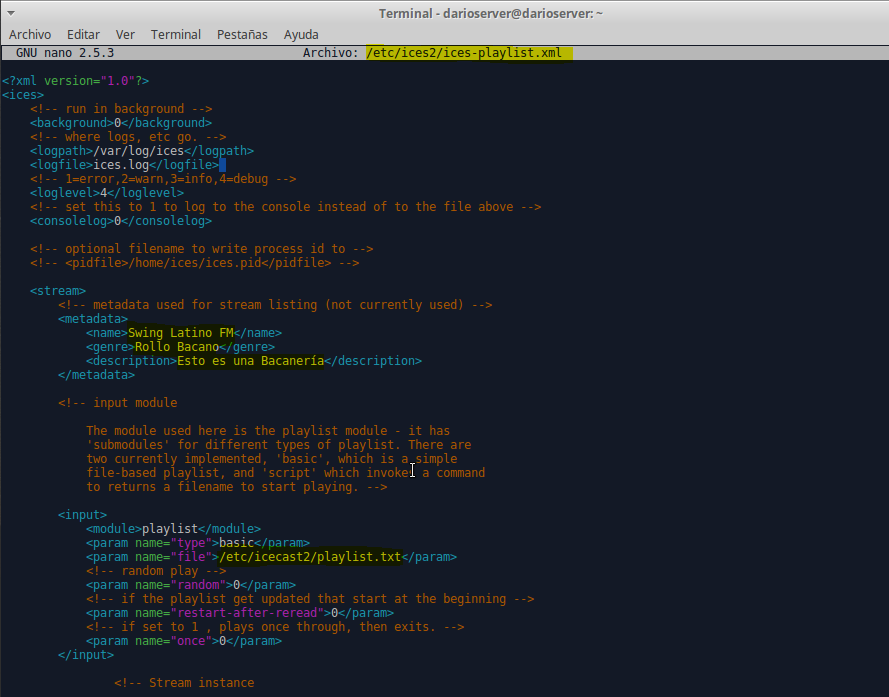 Terminal - darioserver@darioserver: ~
Archivo Editar Ver Terminal Pestañas Ayuda
GNU nano 2.5.3 Archivo: /etc/ices2/ices-playlist.xml
<?xml version="1.0"?>
<ices>
<!-- run in background -->
<background>0</background>
<!-- where logs, etc go. -->
<logpath>/var/log/ices</logpath>
<logfile>ices.log</logfile>
<!-- 1=error,2=warn,3=info,4=debug -->
<loglevel>4</loglevel>
<!-- set this to 1 to log to the console instead of to the file above -->
<consolelog>0</consolelog>
<!-- optional filename to write process id to -->
<!-- <pidfile>/home/ices/ices.pid</pidfile> -->
<stream>
<!-- metadata used for stream listing (not currently used) -->
<metadata>
<name>Swing Latino FM</name>
<genre>Rollo Bacano</genre>
<description>Esto es una Bacanería</description>
</metadata>
<!-- input module
The module used here is the playlist module - it has
'submodules' for different types of playlist. There are
two currently implemented, 'basic', which is a simple
file-based playlist, and 'script' which invokes a command
to returns a filename to start playing. -->
<input>
<module>playlist</module>
<param name="type">basic</param>
<param name="file">/etc/icecast2/playlist.txt</param>
<!-- random play -->
<param name="random">0</param>
<!-- if the playlist get updated that start at the beginning -->
<param name="restart-after-reread">0</param>
<!-- if set to 1 , plays once through, then exits. -->
<param name="once">0</param>
</input>
<!-- Stream instance